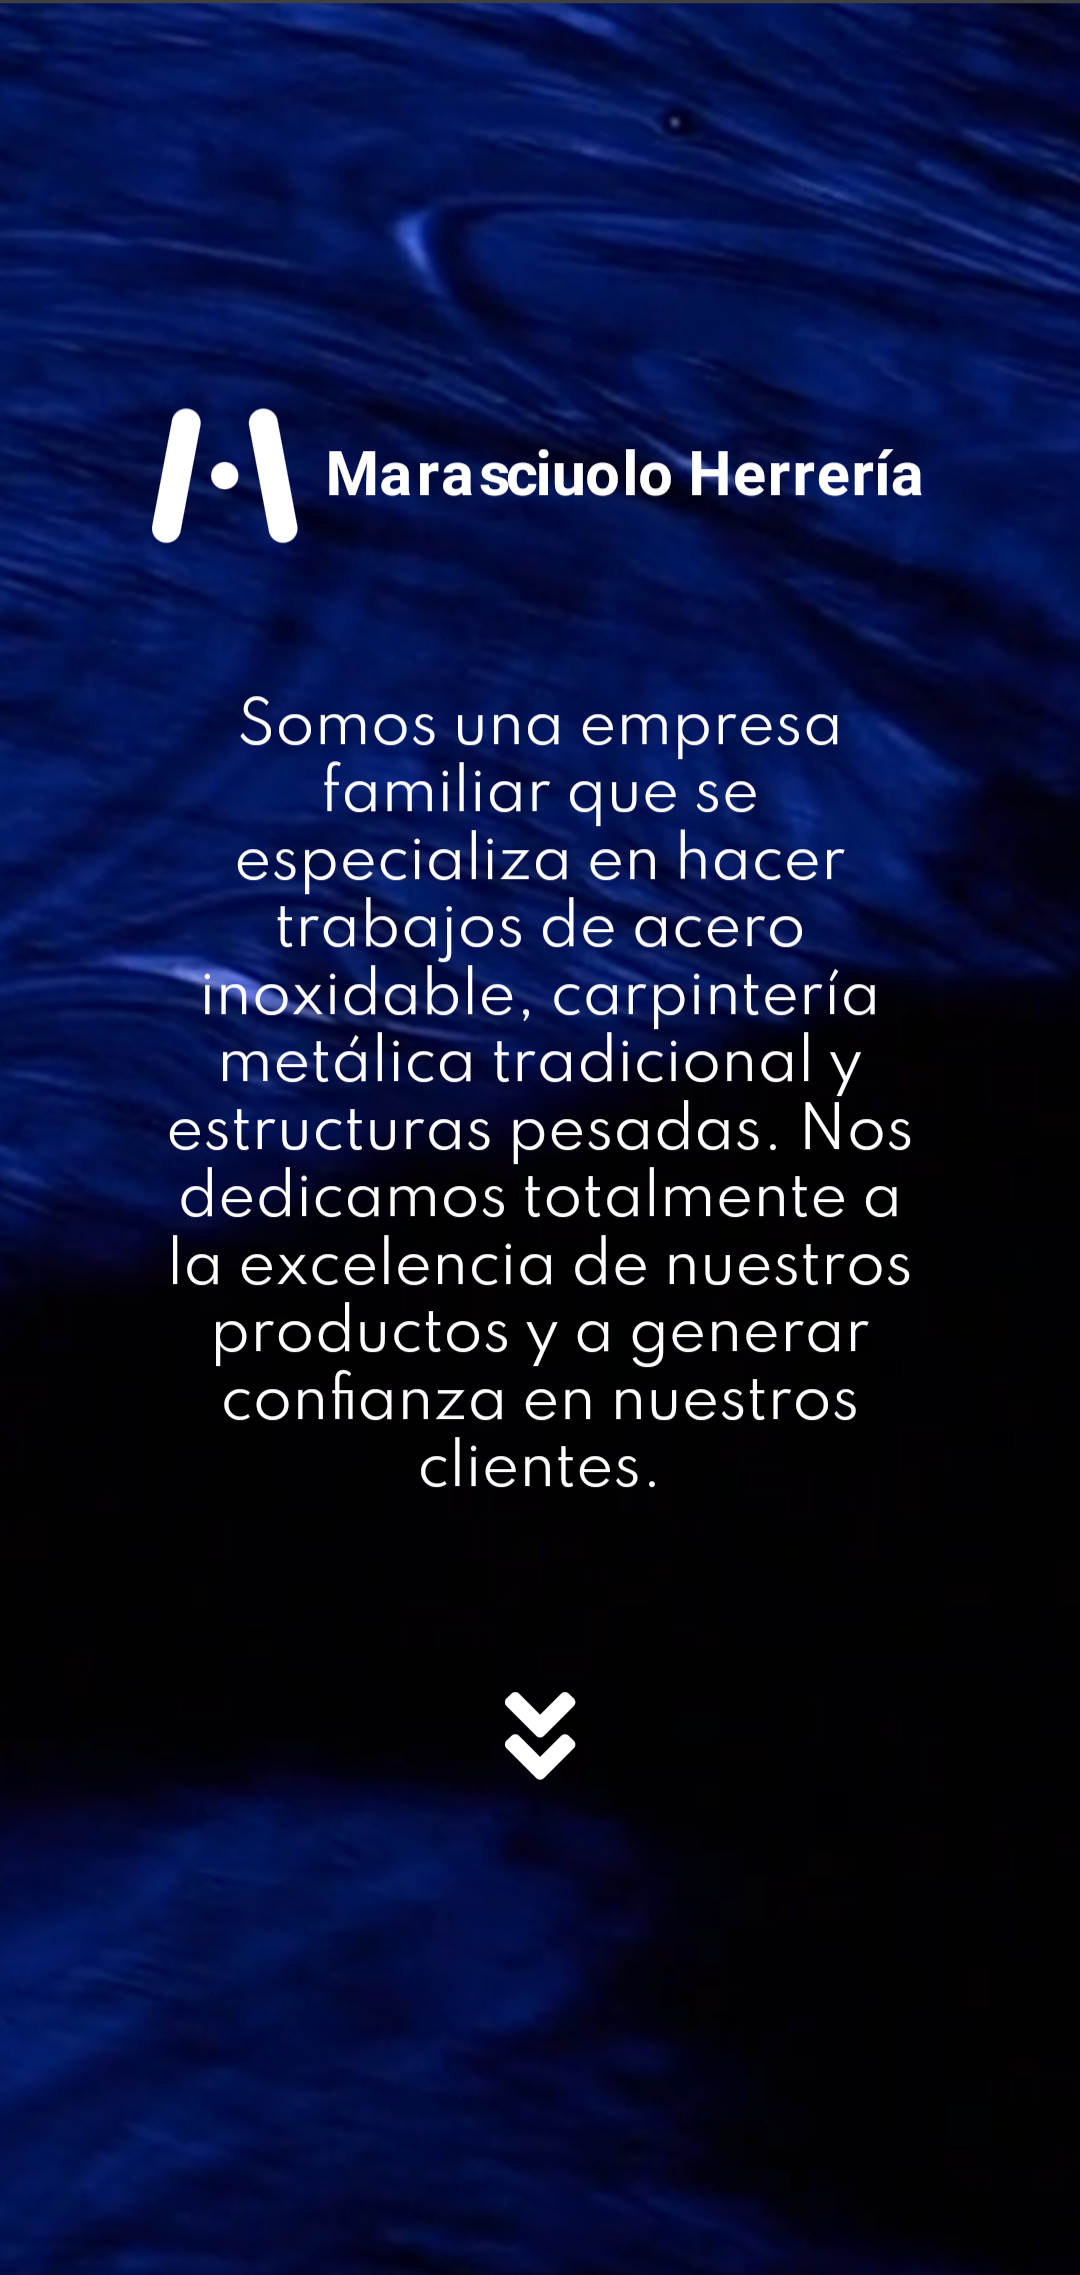 Marasciuolo Herrería
Somos una empresa
familiar que se
especializa en hacer
trabajos de acero
inoxidable, carpintería
metálica tradicional y
estructuras pesadas. Nos
dedicamos totalmente a
la excelencia de nuestros
productos y a generar
confianza en nuestros
clientes.